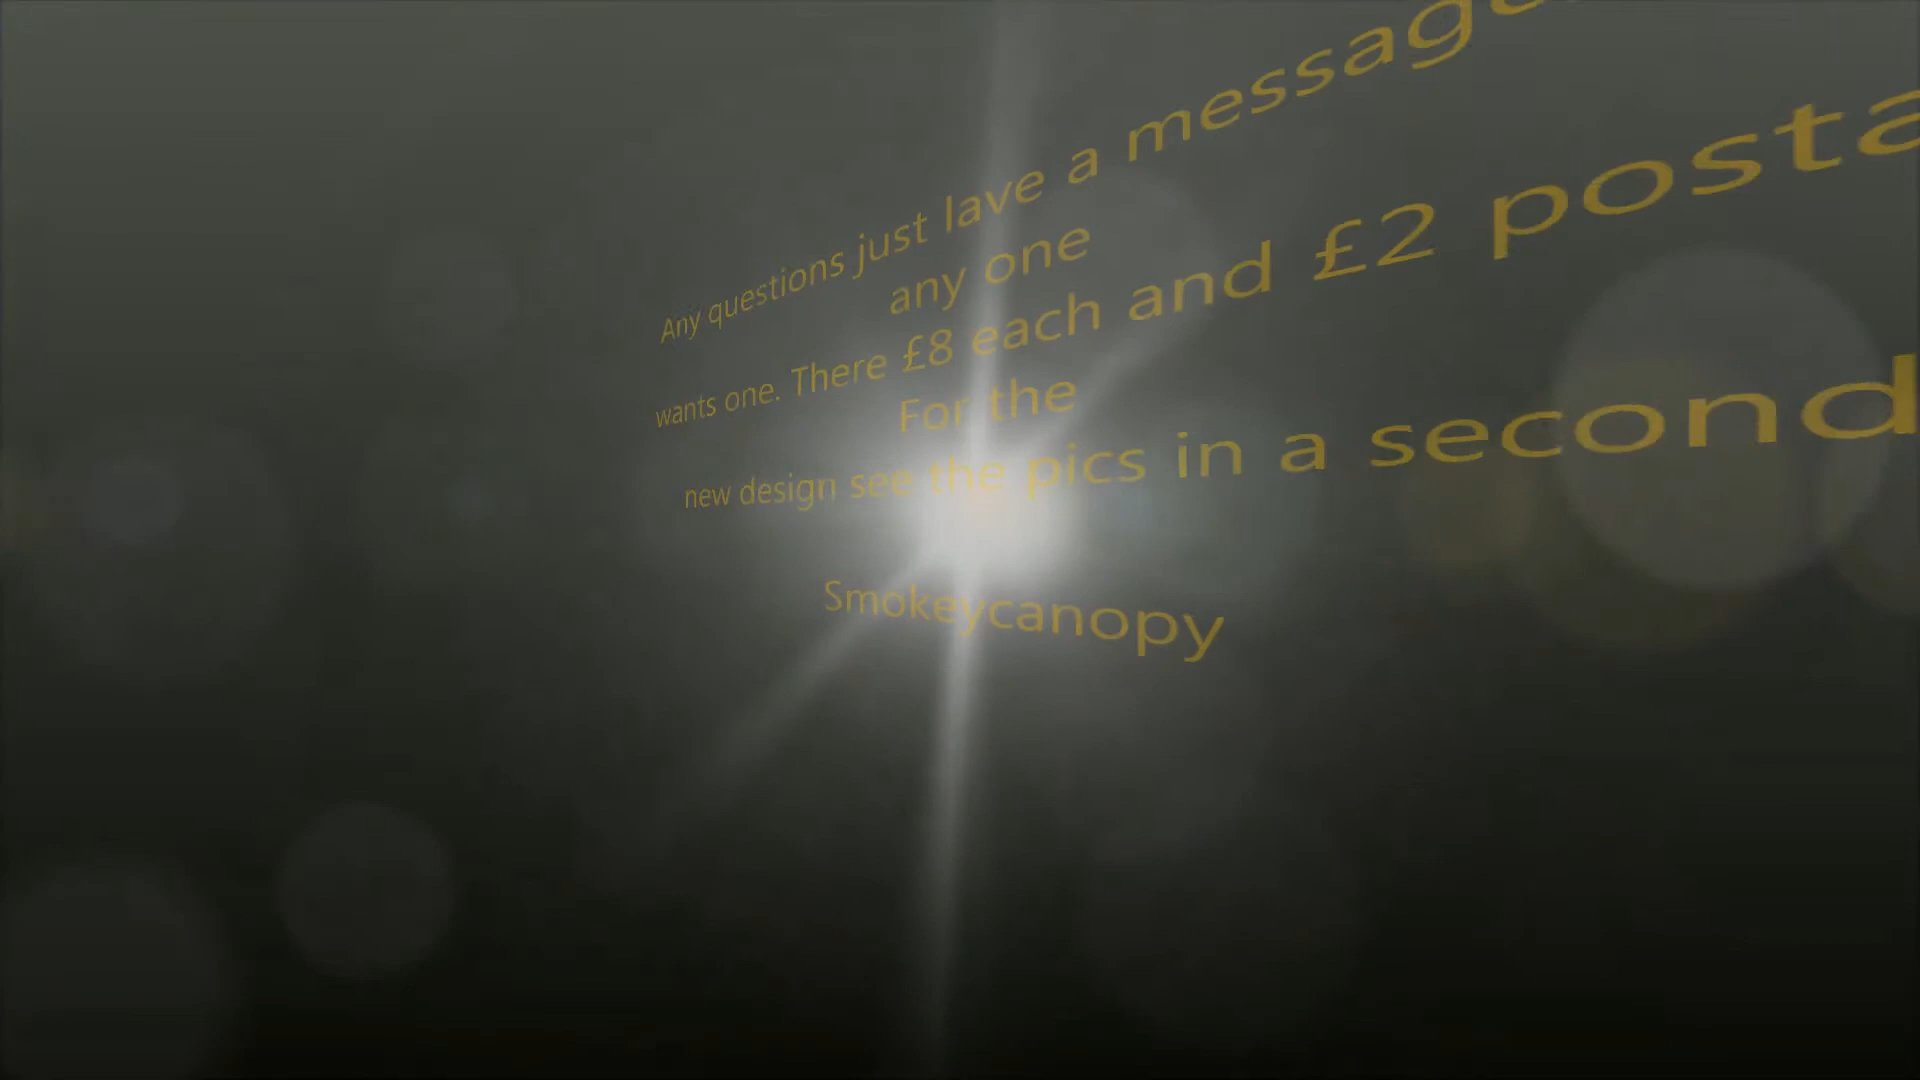 Any questions just lave a message
any one
wants one. There £8 each and £2 posta
For the
new design see the pics in a second
Smokeycanopy